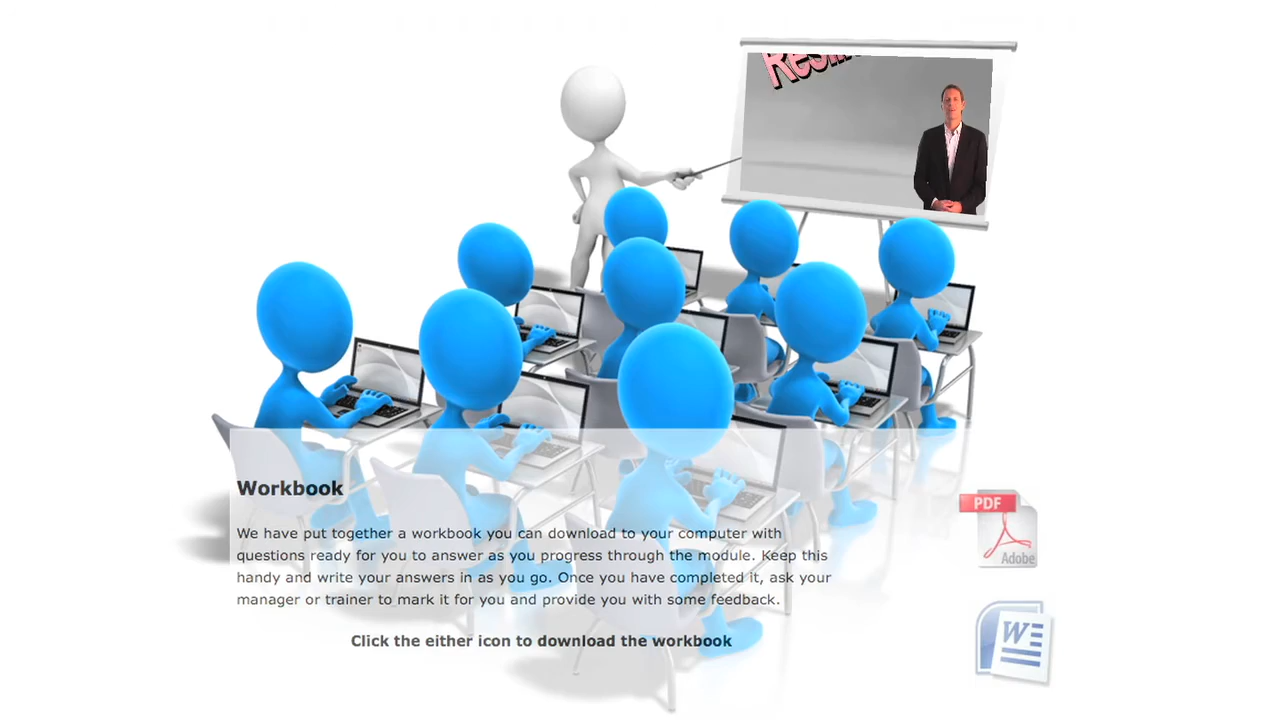 Workbook
We have put together a workbook you can download to your computer with
questions ready for you to answer as you progress through the module. Keep this
handy and write your answers in as you go. Once you have completed it, ask your
manager or trainer to mark it for you and provide you with some feedback.
Click the either icon to download the workbook
PDF
Adobe
W